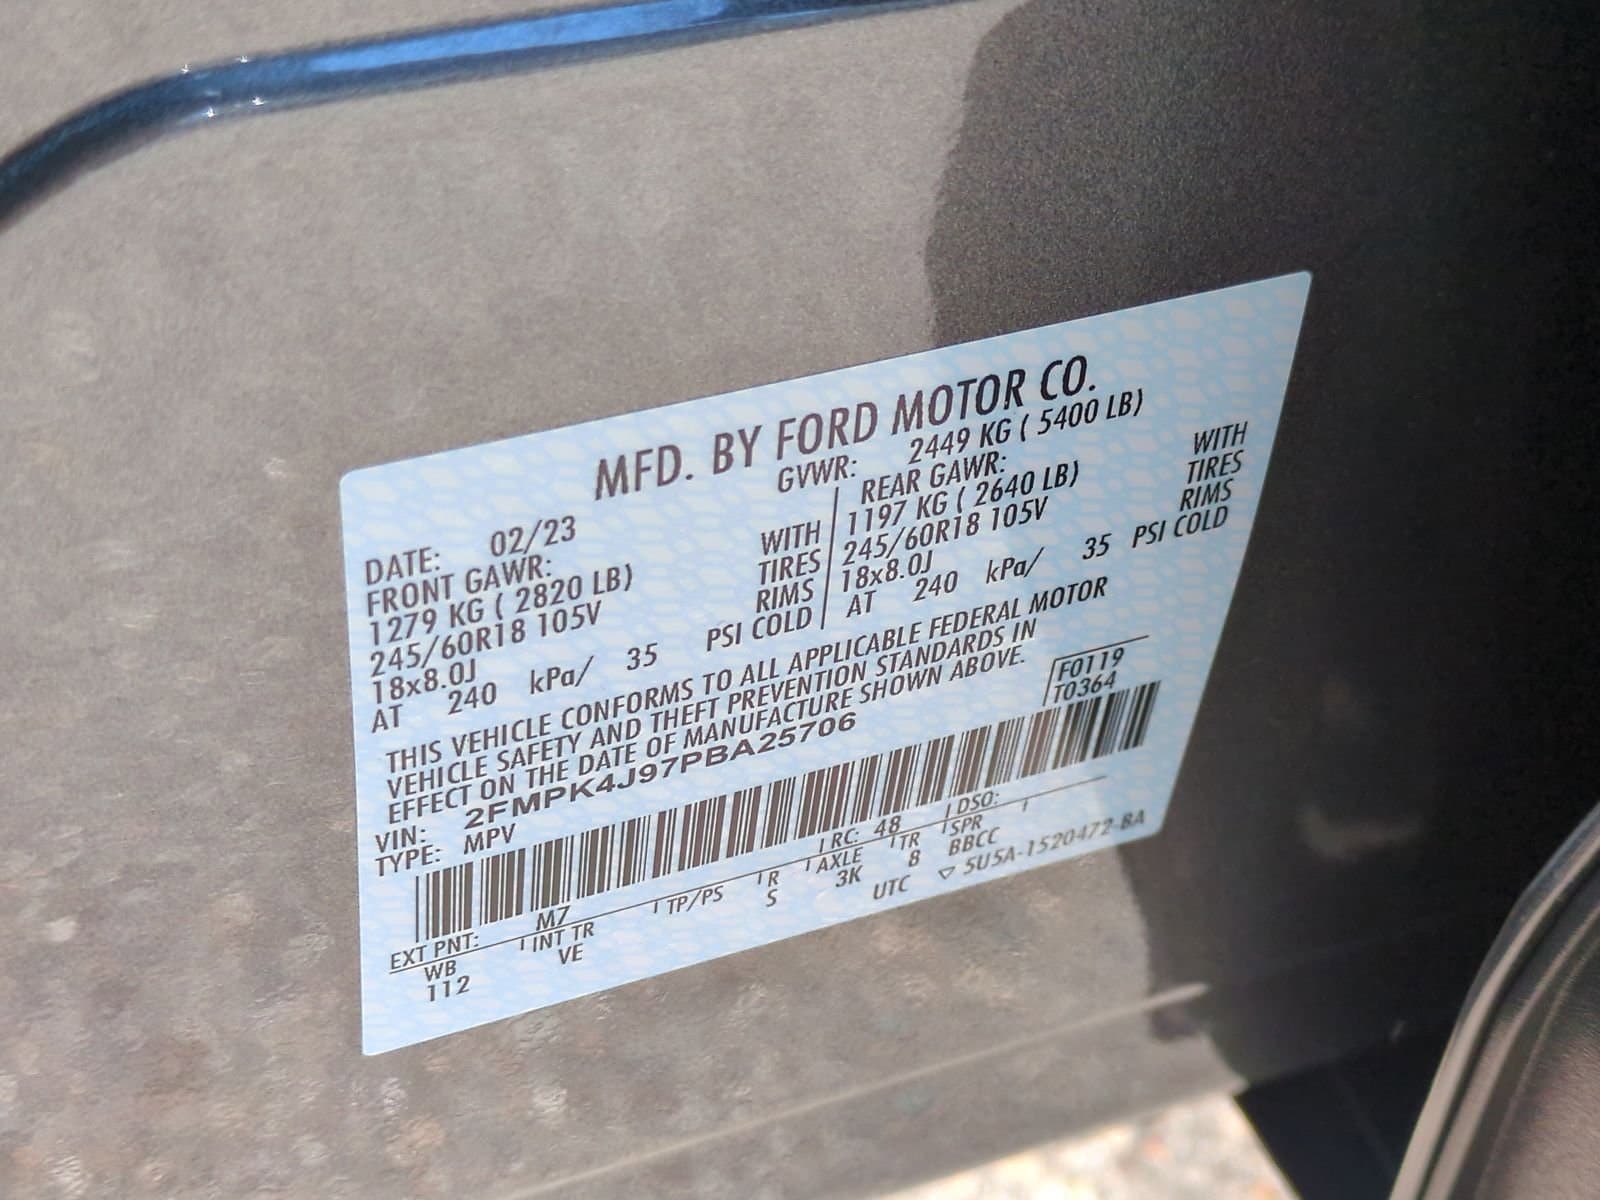 MFD. BY FORD MOTOR CO.
GVWR: 2449 KG ( 5400 LB)
DATE: 02/23
FRONT GAWR:
1279 KG ( 2820 LB) WITH
245/60R18 105V TIRES
18x8.0J RIMS
AT 240 kPa/ 35 PSI COLD
REAR GAWR:
1197 KG ( 2640 LB) WITH
245/60R18 105V TIRES
18x8.0J RIMS
AT 240 kPa/ 35 PSI COLD
THIS VEHICLE CONFORMS TO ALL APPLICABLE FEDERAL MOTOR
VEHICLE SAFETY AND THEFT PREVENTION STANDARDS IN
EFFECT ON THE DATE OF MANUFACTURE SHOWN ABOVE.
VIN: 2FMPK4J97PBA25706
TYPE: MPV
F0119
T0364
EXT PNT: M7 RC: 48 DSO:
WB INT TR TP/PS R AXLE TR SPR
112 VE S 3K 8 BBCC
UTC ▽ 5U5A-1520472-BA